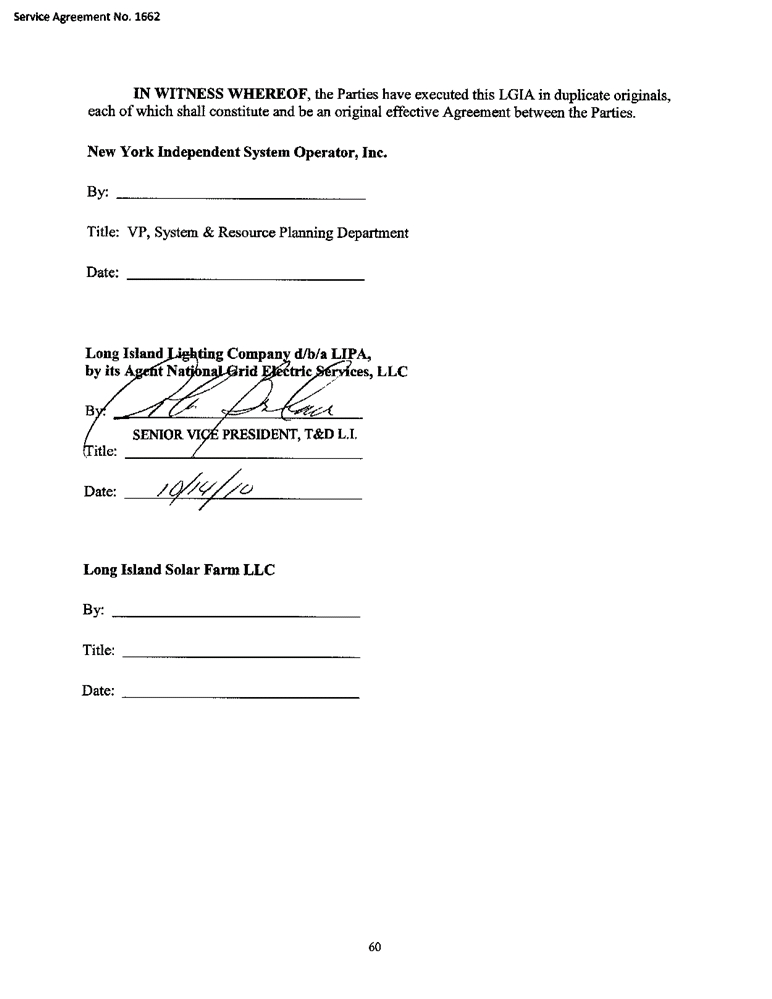 Service Agreement No. 1662
IN WITNESS WHEREOF, the Parties have executed this LGIA in duplicate originals,
each of which shall constitute and be an original effective Agreement between the Parties.
New York Independent System Operator, Inc.
By:
Title: VP, System & Resource Planning Department
Date:
Long Island Lighting Company d/b/a LIPA,
by its Agent National Grid Electric Services, LLC
By:
SENIOR VICE PRESIDENT, T&D L.I.
Title:
Date: 10/14/10
Long Island Solar Farm LLC
By:
Title:
Date:
60